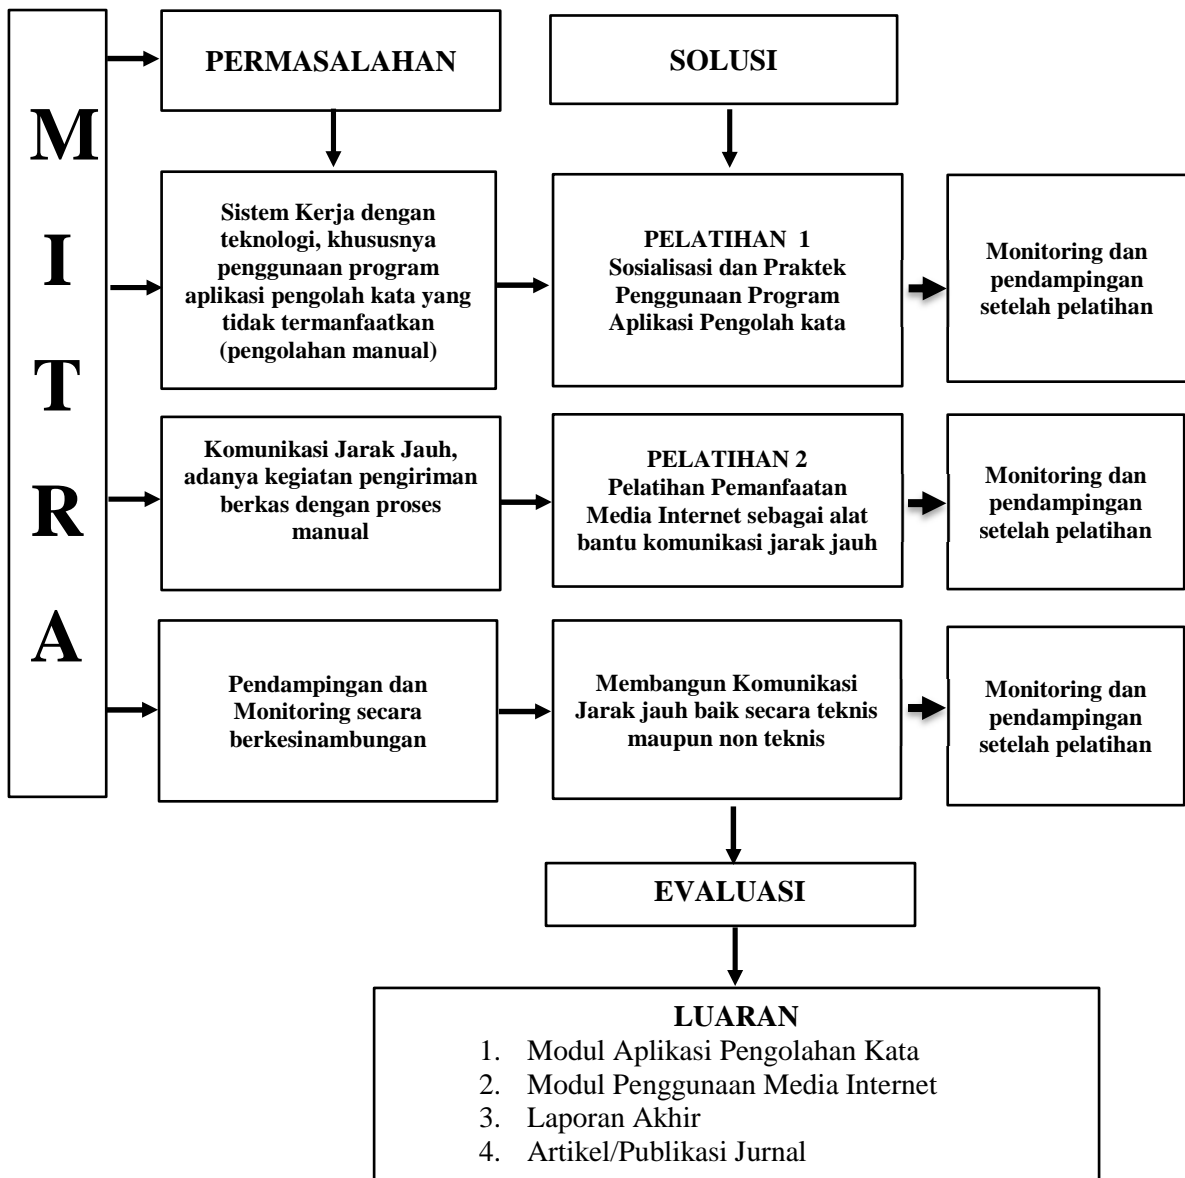 M
I
T
R
A
PERMASALAHAN
SOLUSI
Sistem Kerja dengan
teknologi, khususnya
penggunaan program
aplikasi pengolah kata yang
tidak termanfaatkan
(pengolahan manual)
PELATIHAN 1
Sosialisasi dan Praktek
Penggunaan Program
Aplikasi Pengolah kata
Monitoring dan
pendampingan
setelah pelatihan
Komunikasi Jarak Jauh,
adanya kegiatan pengiriman
berkas dengan proses
manual
PELATIHAN 2
Pelatihan Pemanfaatan
Media Internet sebagai alat
bantu komunikasi jarak jauh
Monitoring dan
pendampingan
setelah pelatihan
Pendampingan dan
Monitoring secara
berkesinambungan
Membangun Komunikasi
Jarak jauh baik secara teknis
maupun non teknis
Monitoring dan
pendampingan
setelah pelatihan
EVALUASI
LUARAN
1. Modul Aplikasi Pengolahan Kata
2. Modul Penggunaan Media Internet
3. Laporan Akhir
4. Artikel/Publikasi Jurnal